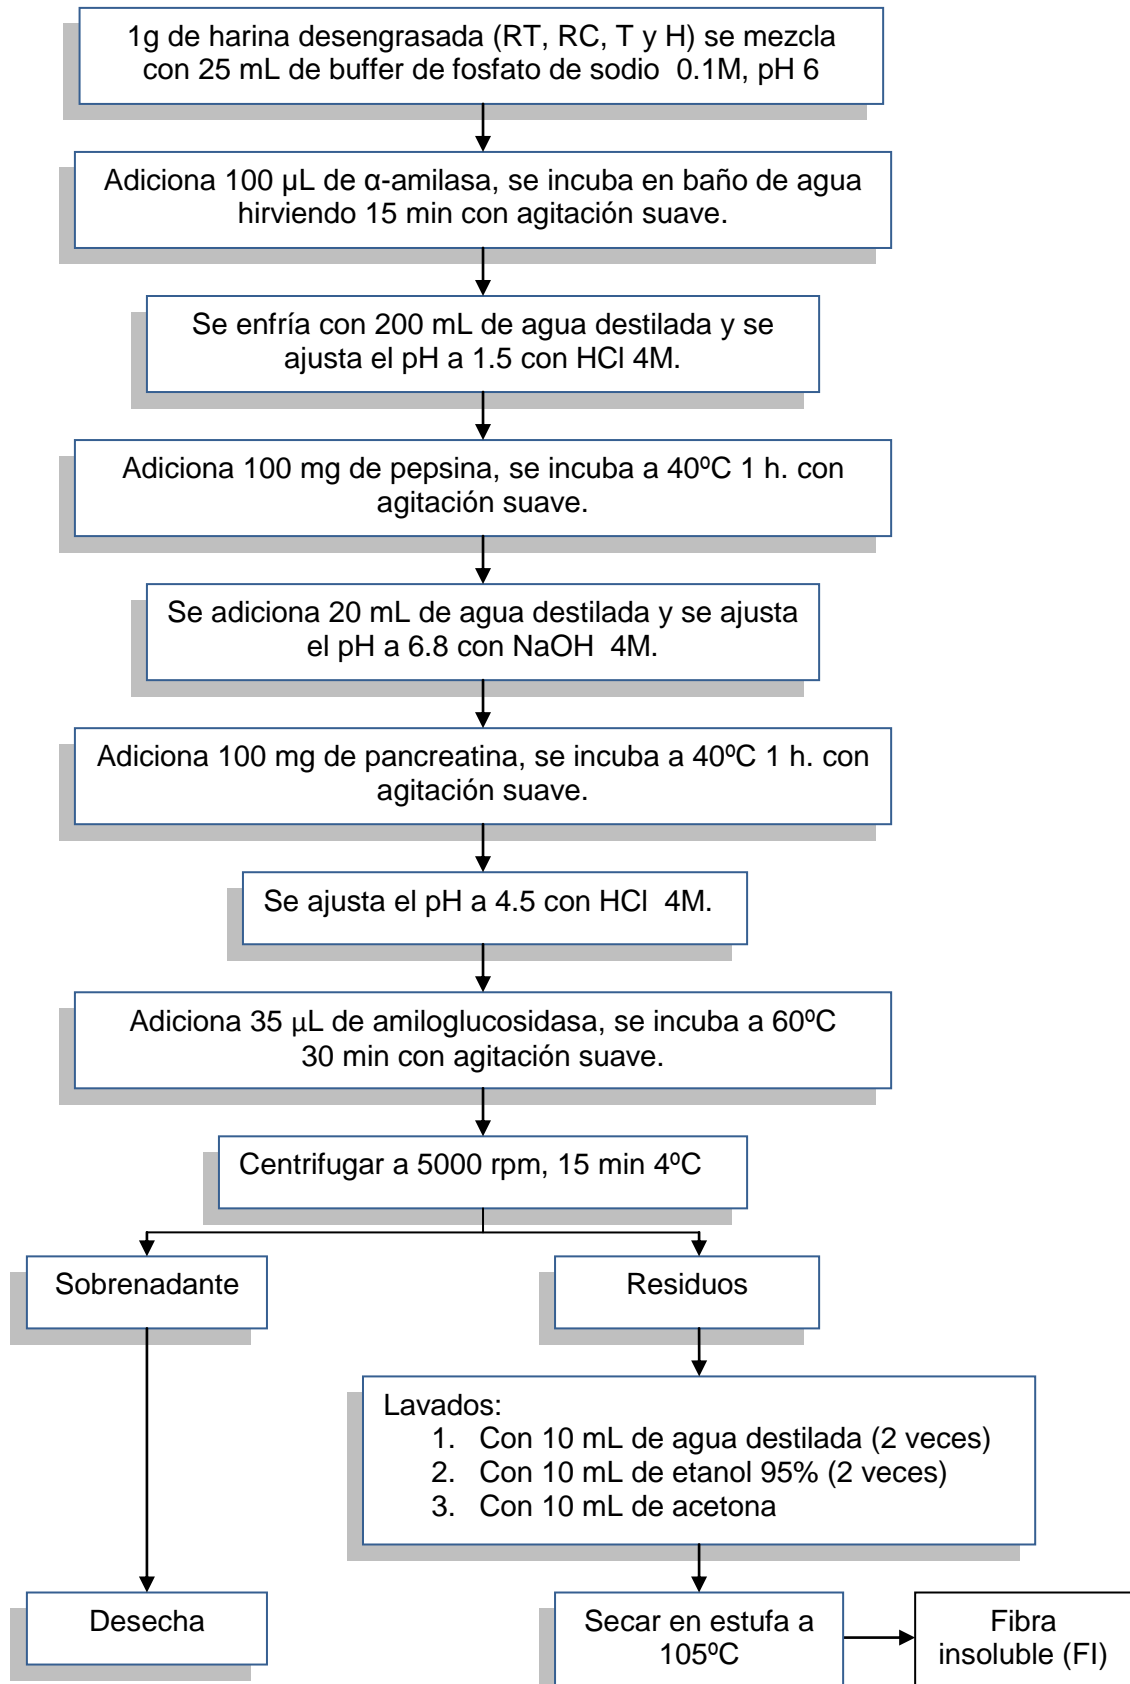 1g de harina desengrasada (RT, RC, T y H) se mezcla
con 25 mL de buffer de fosfato de sodio 0.1M, pH 6
Adiciona 100 µL de α-amilasa, se incuba en baño de agua
hirviendo 15 min con agitación suave.
Se enfría con 200 mL de agua destilada y se
ajusta el pH a 1.5 con HCl 4M.
Adiciona 100 mg de pepsina, se incuba a 40ºC 1 h. con
agitación suave.
Se adiciona 20 mL de agua destilada y se ajusta
el pH a 6.8 con NaOH 4M.
Adiciona 100 mg de pancreatina, se incuba a 40ºC 1 h. con
agitación suave.
Se ajusta el pH a 4.5 con HCl 4M.
Adiciona 35 µL de amiloglucosidasa, se incuba a 60ºC
30 min con agitación suave.
Centrifugar a 5000 rpm, 15 min 4ºC
Sobrenadante
Residuos
Lavados:
1. Con 10 mL de agua destilada (2 veces)
2. Con 10 mL de etanol 95% (2 veces)
3. Con 10 mL de acetona
Desecha
Secar en estufa a
105ºC
Fibra
insoluble (FI)